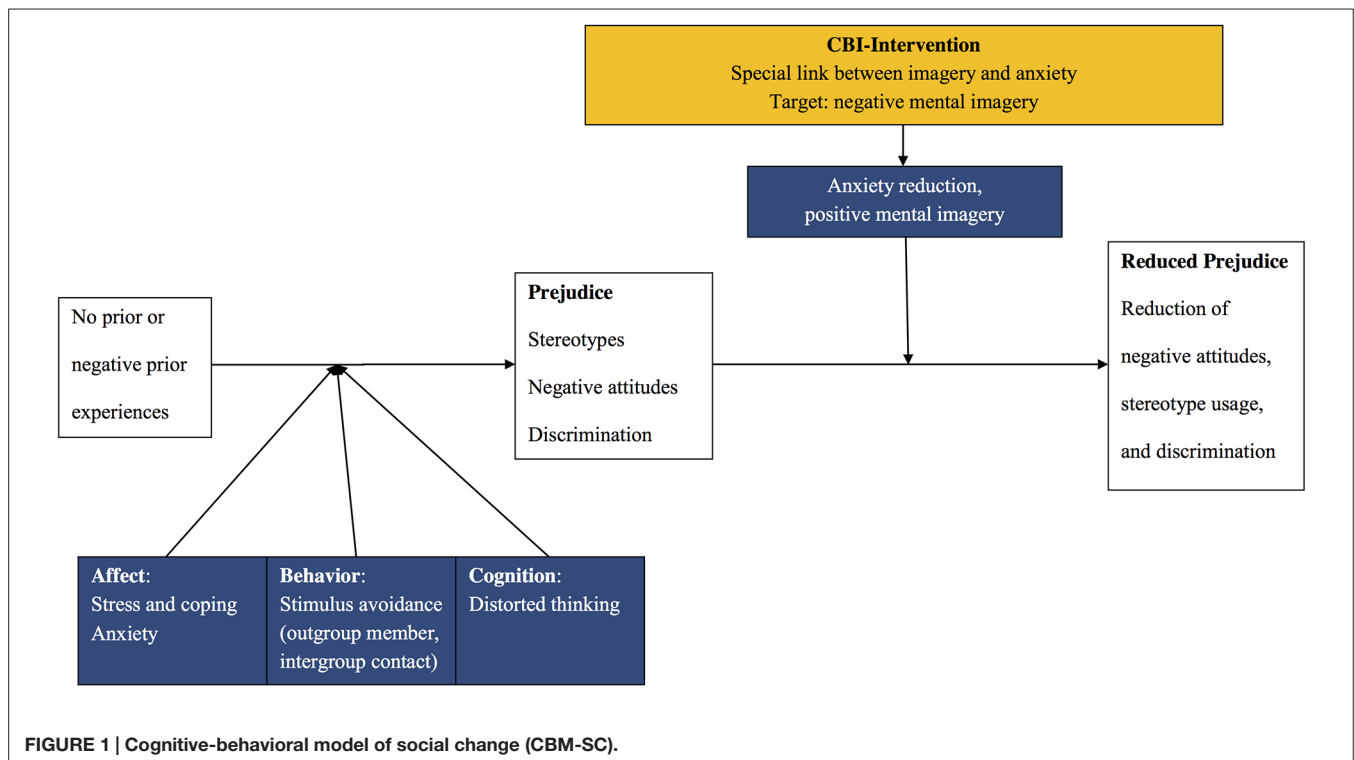 CBI-Intervention
Special link between imagery and anxiety
Target: negative mental imagery
Anxiety reduction,
positive mental imagery
No prior or
negative prior
experiences
Prejudice
Stereotypes
Negative attitudes
Discrimination
Reduced Prejudice
Reduction of
negative attitudes,
stereotype usage,
and discrimination
Affect:
Stress and coping
Anxiety
Behavior:
Stimulus avoidance
(outgroup member,
intergroup contact)
Cognition:
Distorted thinking
FIGURE 1 | Cognitive-behavioral model of social change (CBM-SC).